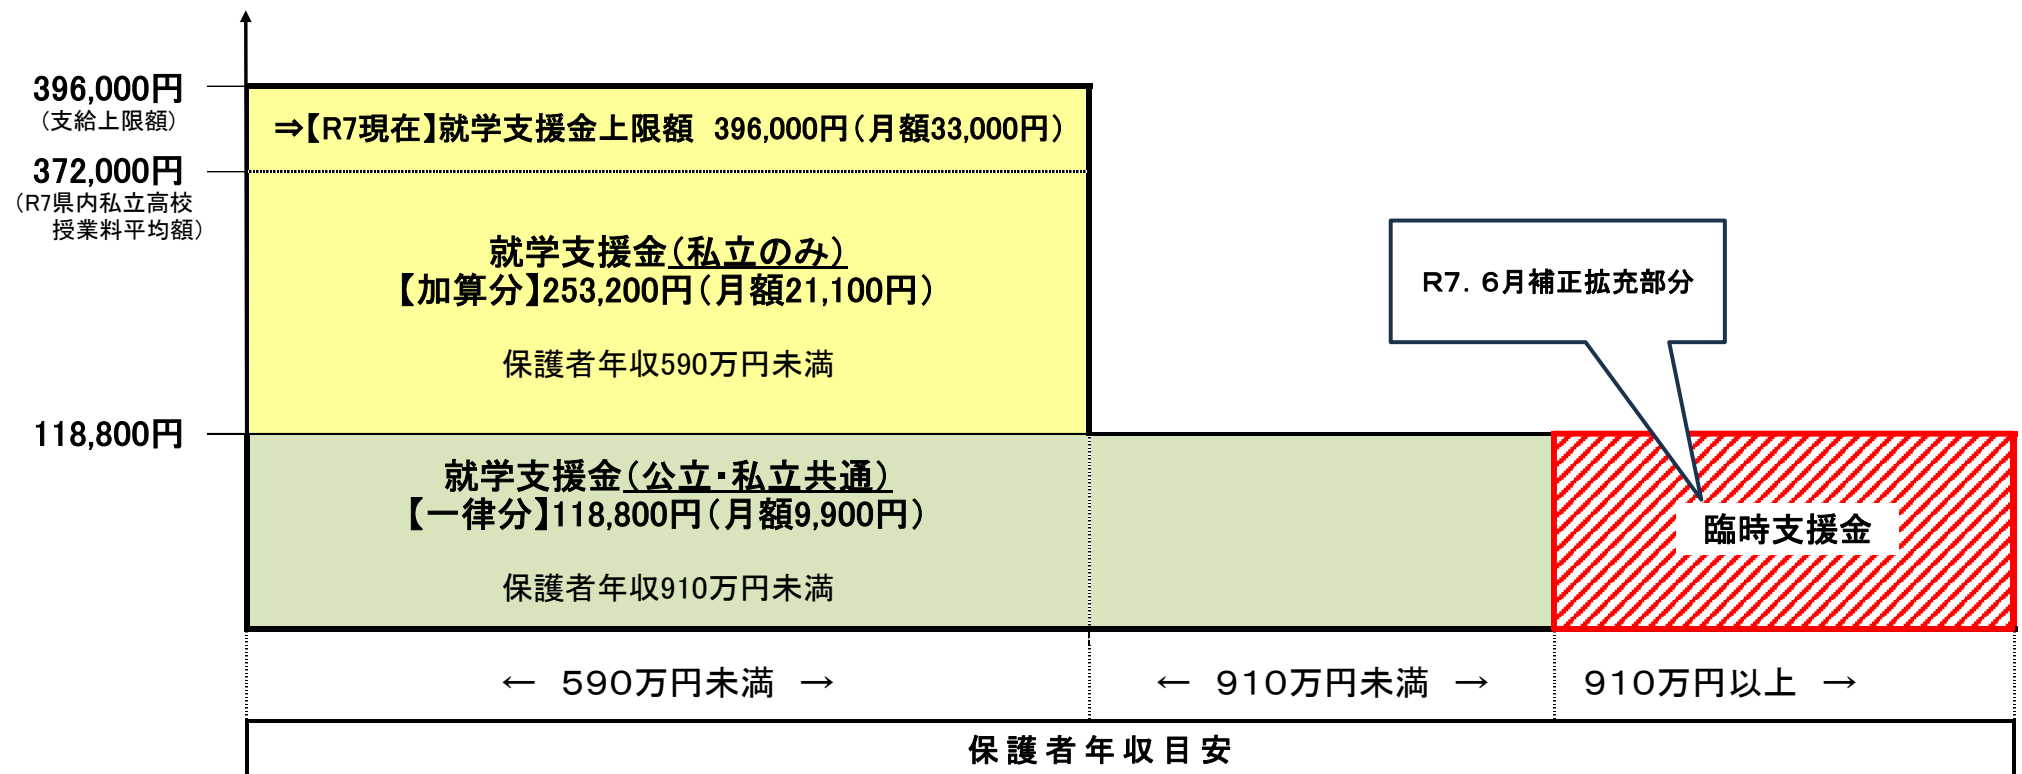 396,000円
(支給上限額)
⇒【R7現在】就学支援金上限額 396,000円(月額33,000円)
372,000円
(R7県内私立高校
授業料平均額)
就学支援金(私立のみ)
【加算分】253,200円(月額21,100円)
保護者年収590万円未満
R7.6月補正拡充部分
118,800円
就学支援金(公立・私立共通)
【一律分】118,800円(月額9,900円)
保護者年収910万円未満
臨時支援金
← 590万円未満 →
← 910万円未満 →
910万円以上 →
保護者年収目安